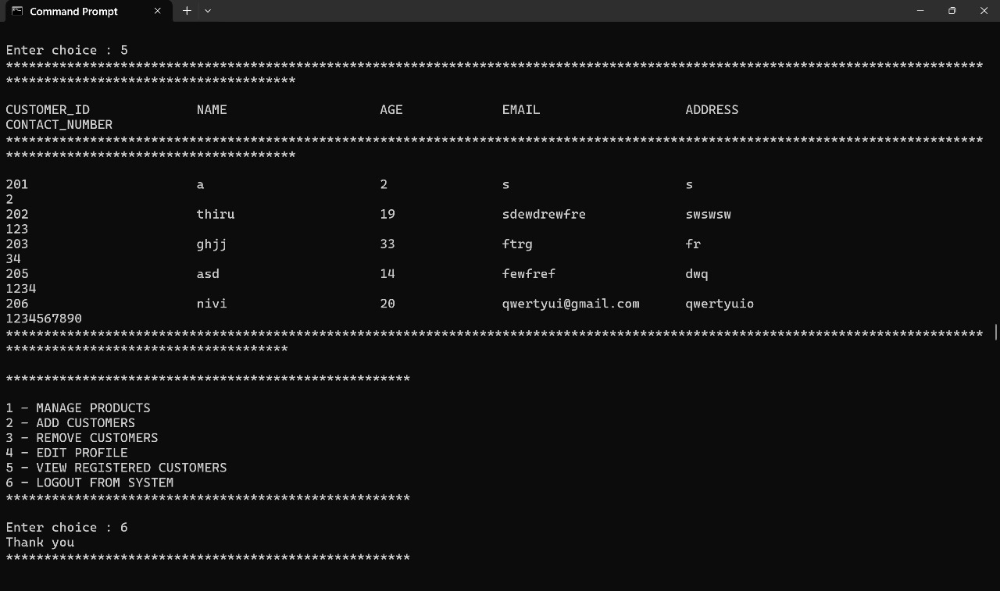 Command Prompt
Enter choice : 5
********************************************************************************************************************************
**************************************
CUSTOMER_ID NAME AGE EMAIL ADDRESS
CONTACT_NUMBER
********************************************************************************************************************************
**************************************
201 a 2 s s
2
202 thiru 19 sdewdrewfre swswsw
123
203 ghjj 33 ftrg fr
34
205 asd 14 fewfref dwq
1234
206 nivi 20 qwertyui@gmail.com qwertyuio
1234567890
********************************************************************************************************************************
*************************************
*****************************************************
1 - MANAGE PRODUCTS
2 - ADD CUSTOMERS
3 - REMOVE CUSTOMERS
4 - EDIT PROFILE
5 - VIEW REGISTERED CUSTOMERS
6 - LOGOUT FROM SYSTEM
*****************************************************
Enter choice : 6
Thank you
*****************************************************